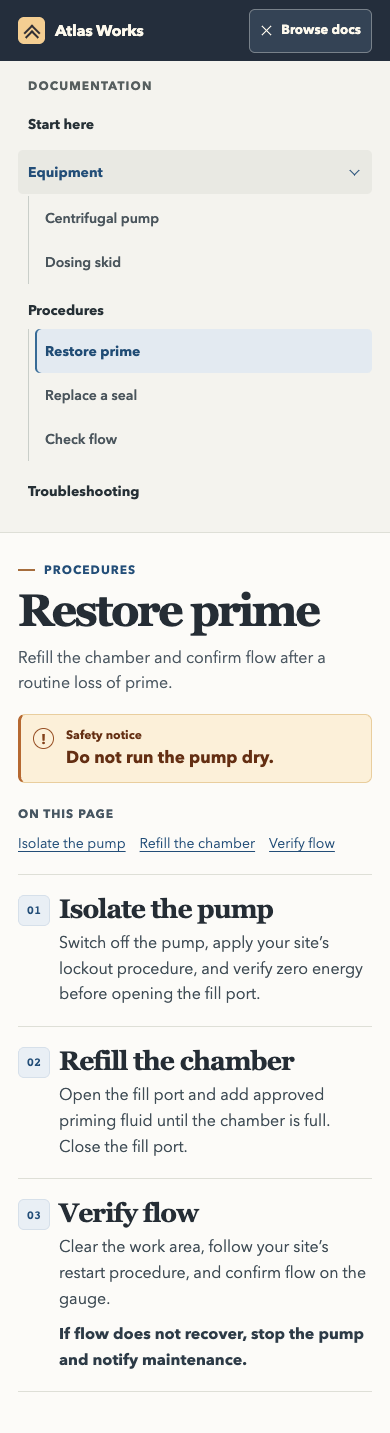 Atlas Works
Browse docs
DOCUMENTATION
Start here
Equipment
Centrifugal pump
Dosing skid
Procedures
Restore prime
Replace a seal
Check flow
Troubleshooting
PROCEDURES
Restore prime
Refill the chamber and confirm flow after a
routine loss of prime.
Safety notice
Do not run the pump dry.
ON THIS PAGE
Isolate the pump Refill the chamber Verify flow
01 Isolate the pump
Switch off the pump, apply your site’s
lockout procedure, and verify zero energy
before opening the fill port.
02 Refill the chamber
Open the fill port and add approved
priming fluid until the chamber is full.
Close the fill port.
03 Verify flow
Clear the work area, follow your site’s
restart procedure, and confirm flow on the
gauge.
If flow does not recover, stop the pump
and notify maintenance.